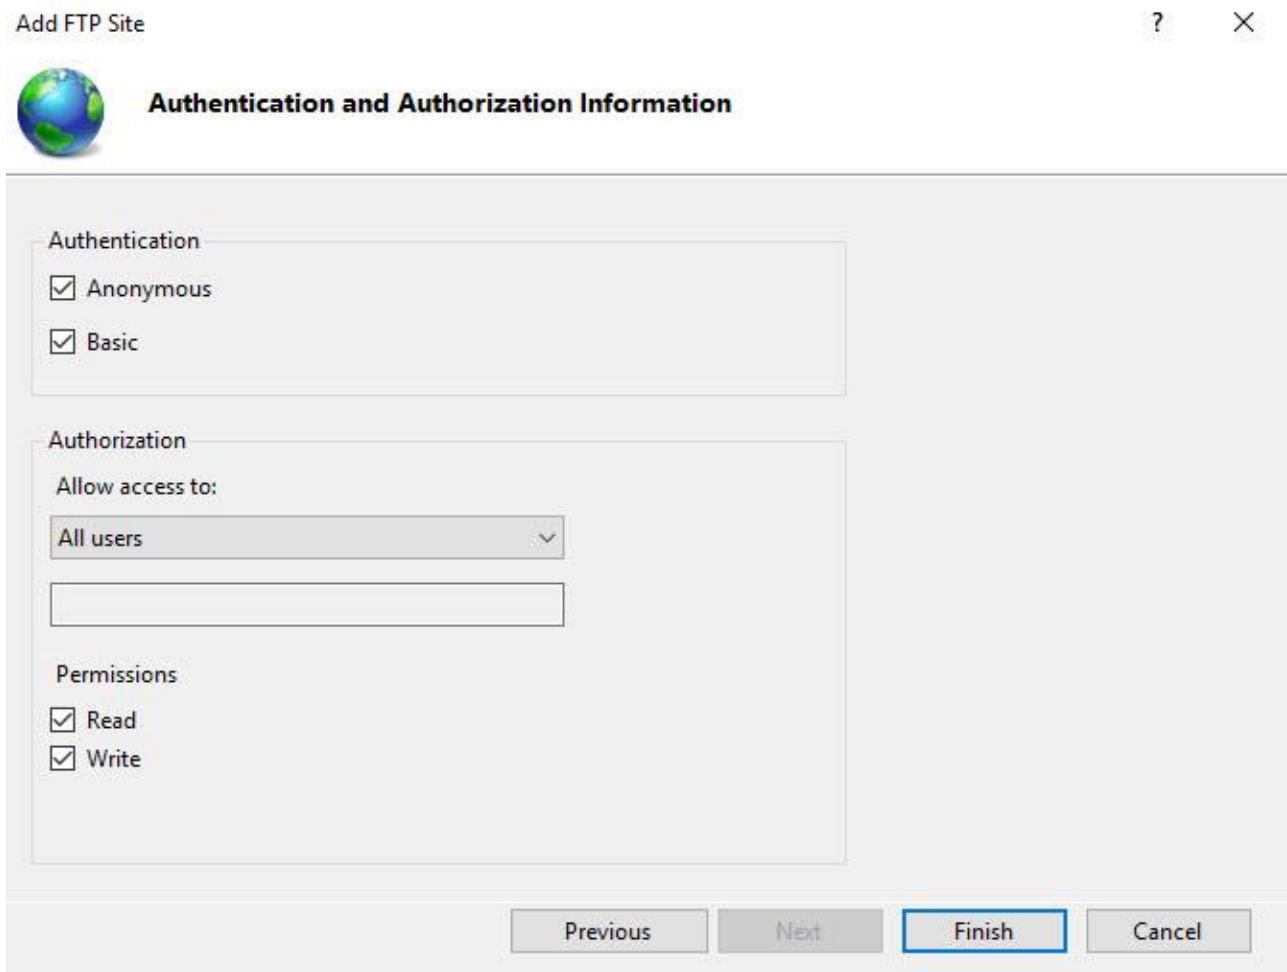 Add FTP Site
?
Authentication and Authorization Information
Authentication
Anonymous
Basic
Authorization
Allow access to:
All users
Permissions
Read
Write
Previous Next Finish Cancel